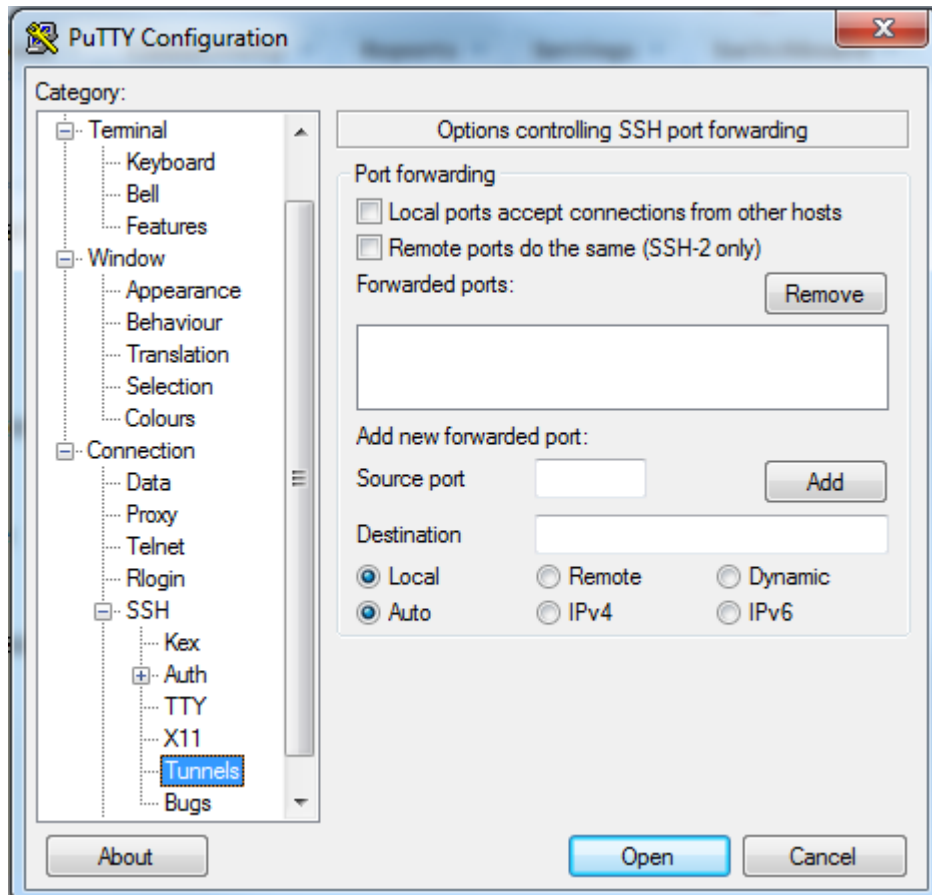 PuTTY Configuration
Category:
Terminal
Keyboard
Bell
Features
Window
Appearance
Behaviour
Translation
Selection
Colours
Connection
Data
Proxy
Telnet
Rlogin
SSH
Kex
Auth
TTY
X11
Tunnels
Bugs
Options controlling SSH port forwarding
Port forwarding
Local ports accept connections from other hosts
Remote ports do the same (SSH-2 only)
Forwarded ports:
Remove
Add new forwarded port:
Source port
Add
Destination
Local Remote Dynamic
Auto IPv4 IPv6
About
Open
Cancel